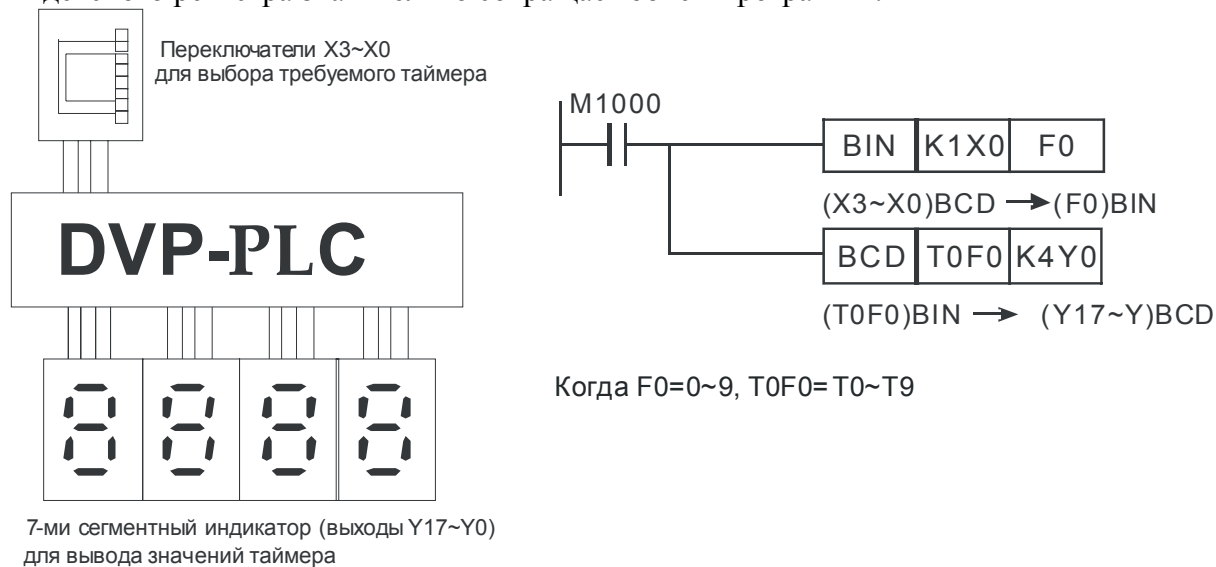 Переключатели X3~X0
для выбора требуемого таймера
DVP-PLC
7-ми сегментный индикатор (выходы Y17~Y0)
для вывода значений таймера
M1000
BIN K1X0 F0
(X3~X0)BCD → (F0)BIN
BCD T0F0 K4Y0
(T0F0)BIN → (Y17~Y)BCD
Когда F0=0~9, T0F0=T0~T9